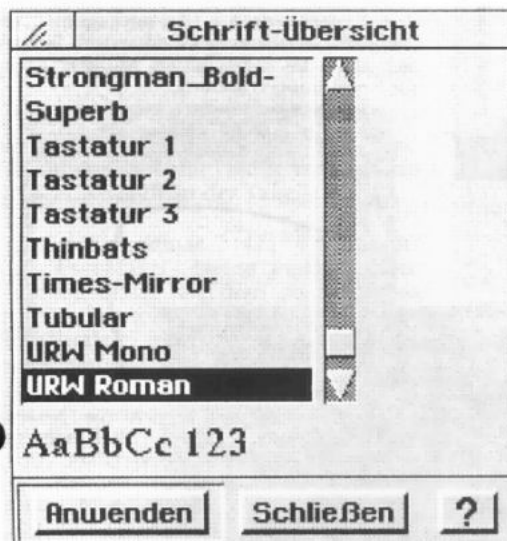 Schrift-Übersicht
Strongman_Bold-
Superb
Tastatur 1
Tastatur 2
Tastatur 3
Thinbats
Times-Mirror
Tubular
URW Mono
URW Roman
AaBbCc 123
Anwenden Schließen ?